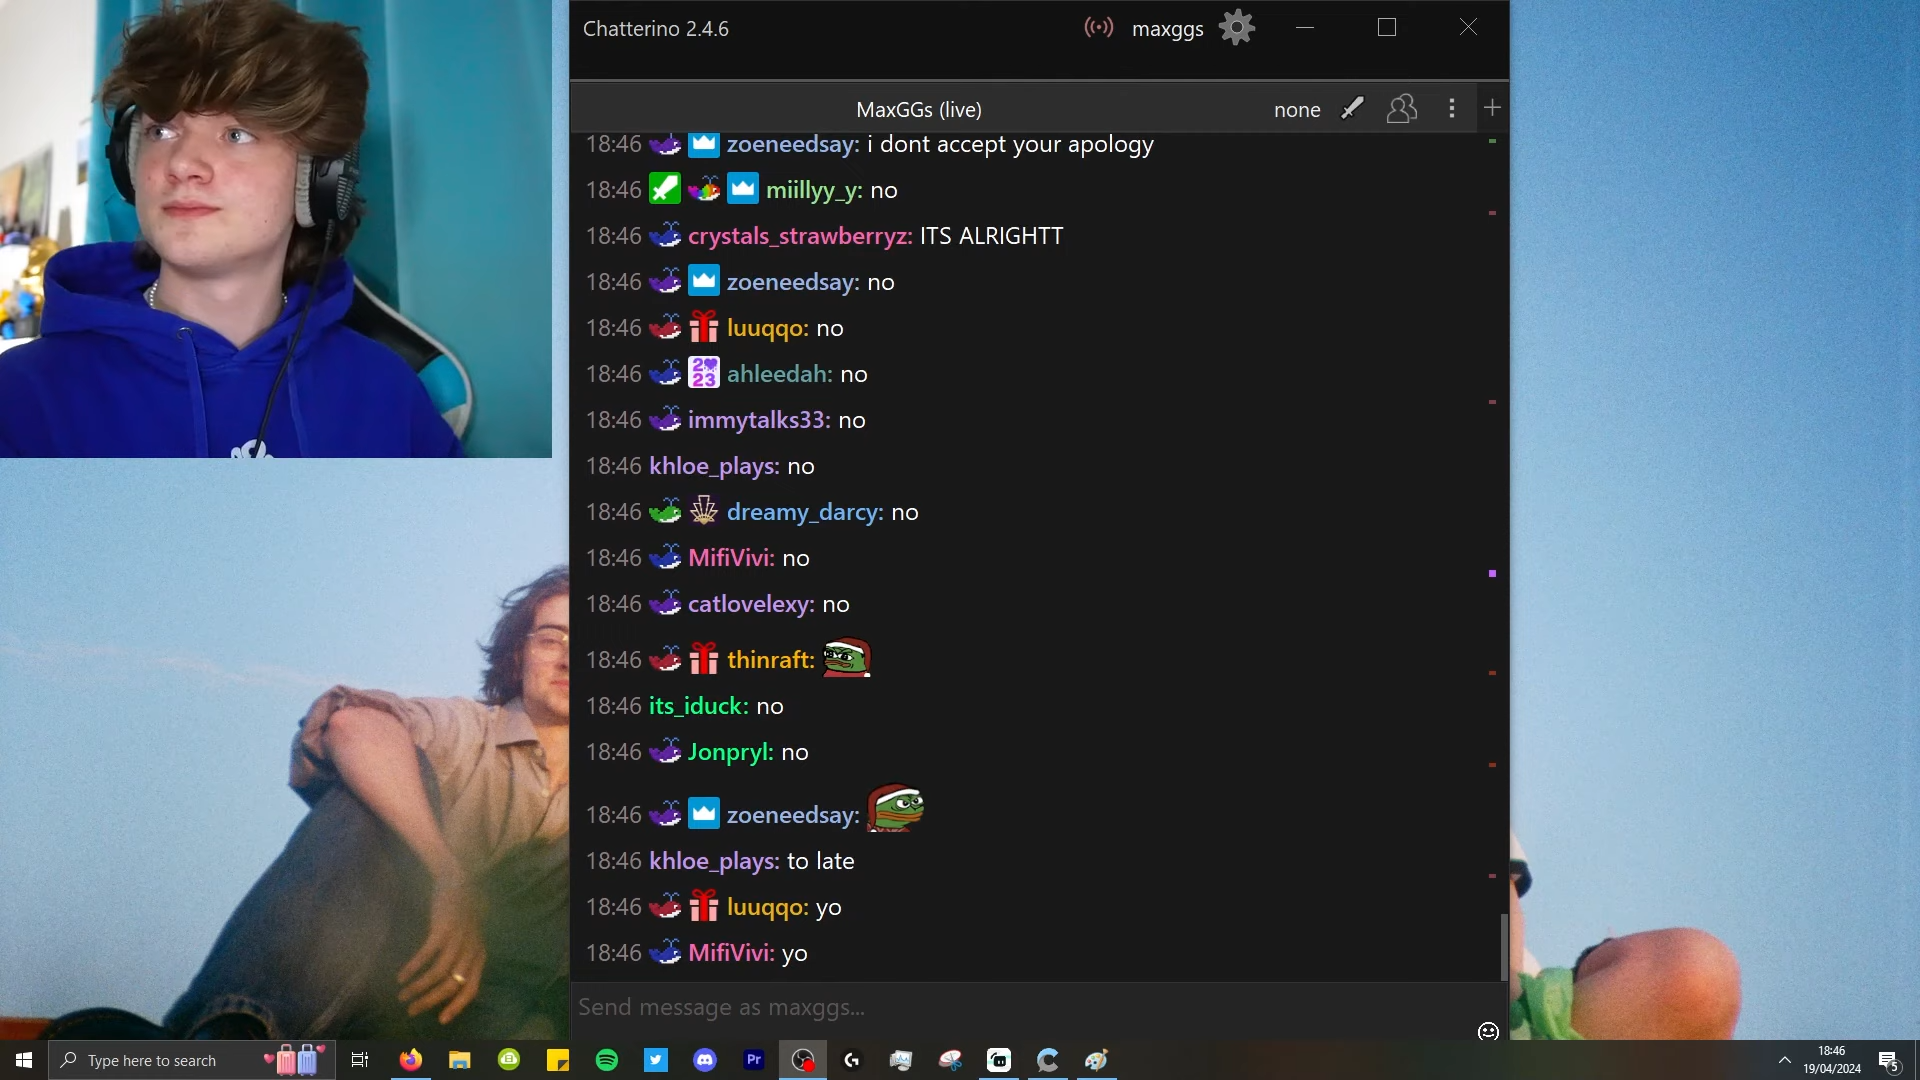 Chatterino 2.4.6
maxggs
MaxGGs (live)
none
18:46 zoeneedsay: i dont accept your apology
18:46 miillyy_y: no
18:46 crystals_strawberryz: ITS ALRIGHTT
18:46 zoeneedsay: no
18:46 luuqqo: no
18:46 2023 ahleedah: no
18:46 immytalks33: no
18:46 khloe_plays: no
18:46 dreamy_darcy: no
18:46 MifiVivi: no
18:46 catlovelexy: no
18:46 thinraft:
18:46 its_iduck: no
18:46 Jonpryl: no
18:46 zoeneedsay:
18:46 khloe_plays: to late
18:46 luuqqo: yo
18:46 MifiVivi: yo
Send message as maxggs...
Type here to search
Pr
18:46
19/04/2024
5